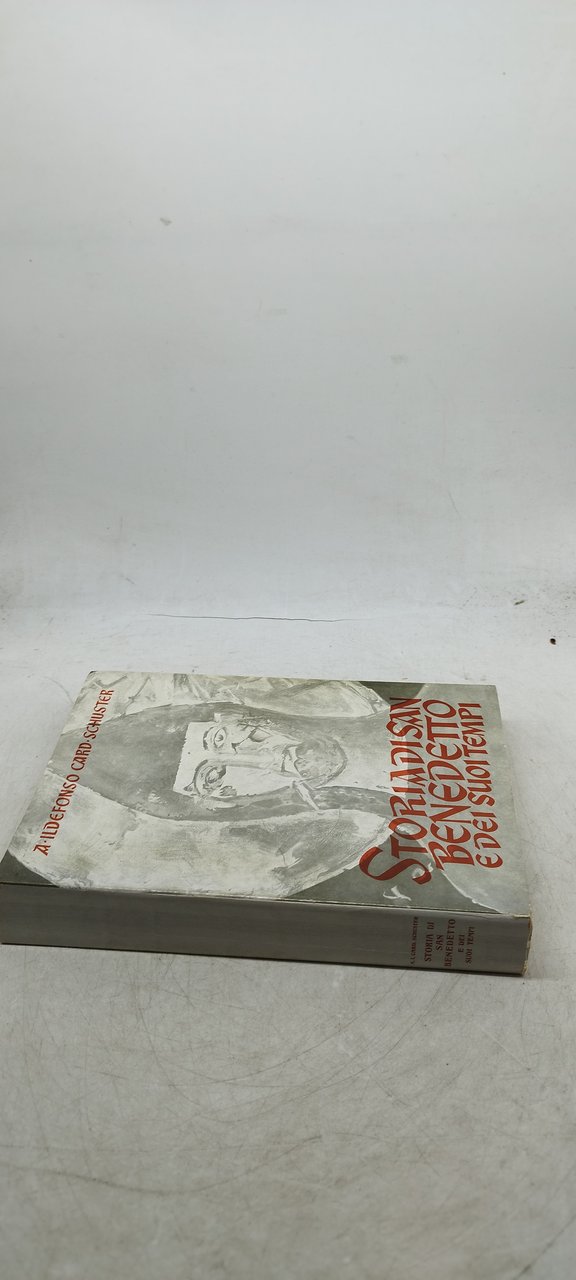 A·ILDEFONSO CARD·SCHUSTER
STORIA DI SAN
BENEDETTO
E DEI SUOI TEMPI
A. I. CARD. SCHUSTER
STORIA DI
SAN
BENEDETTO
E DEI
SUOI TEMPI